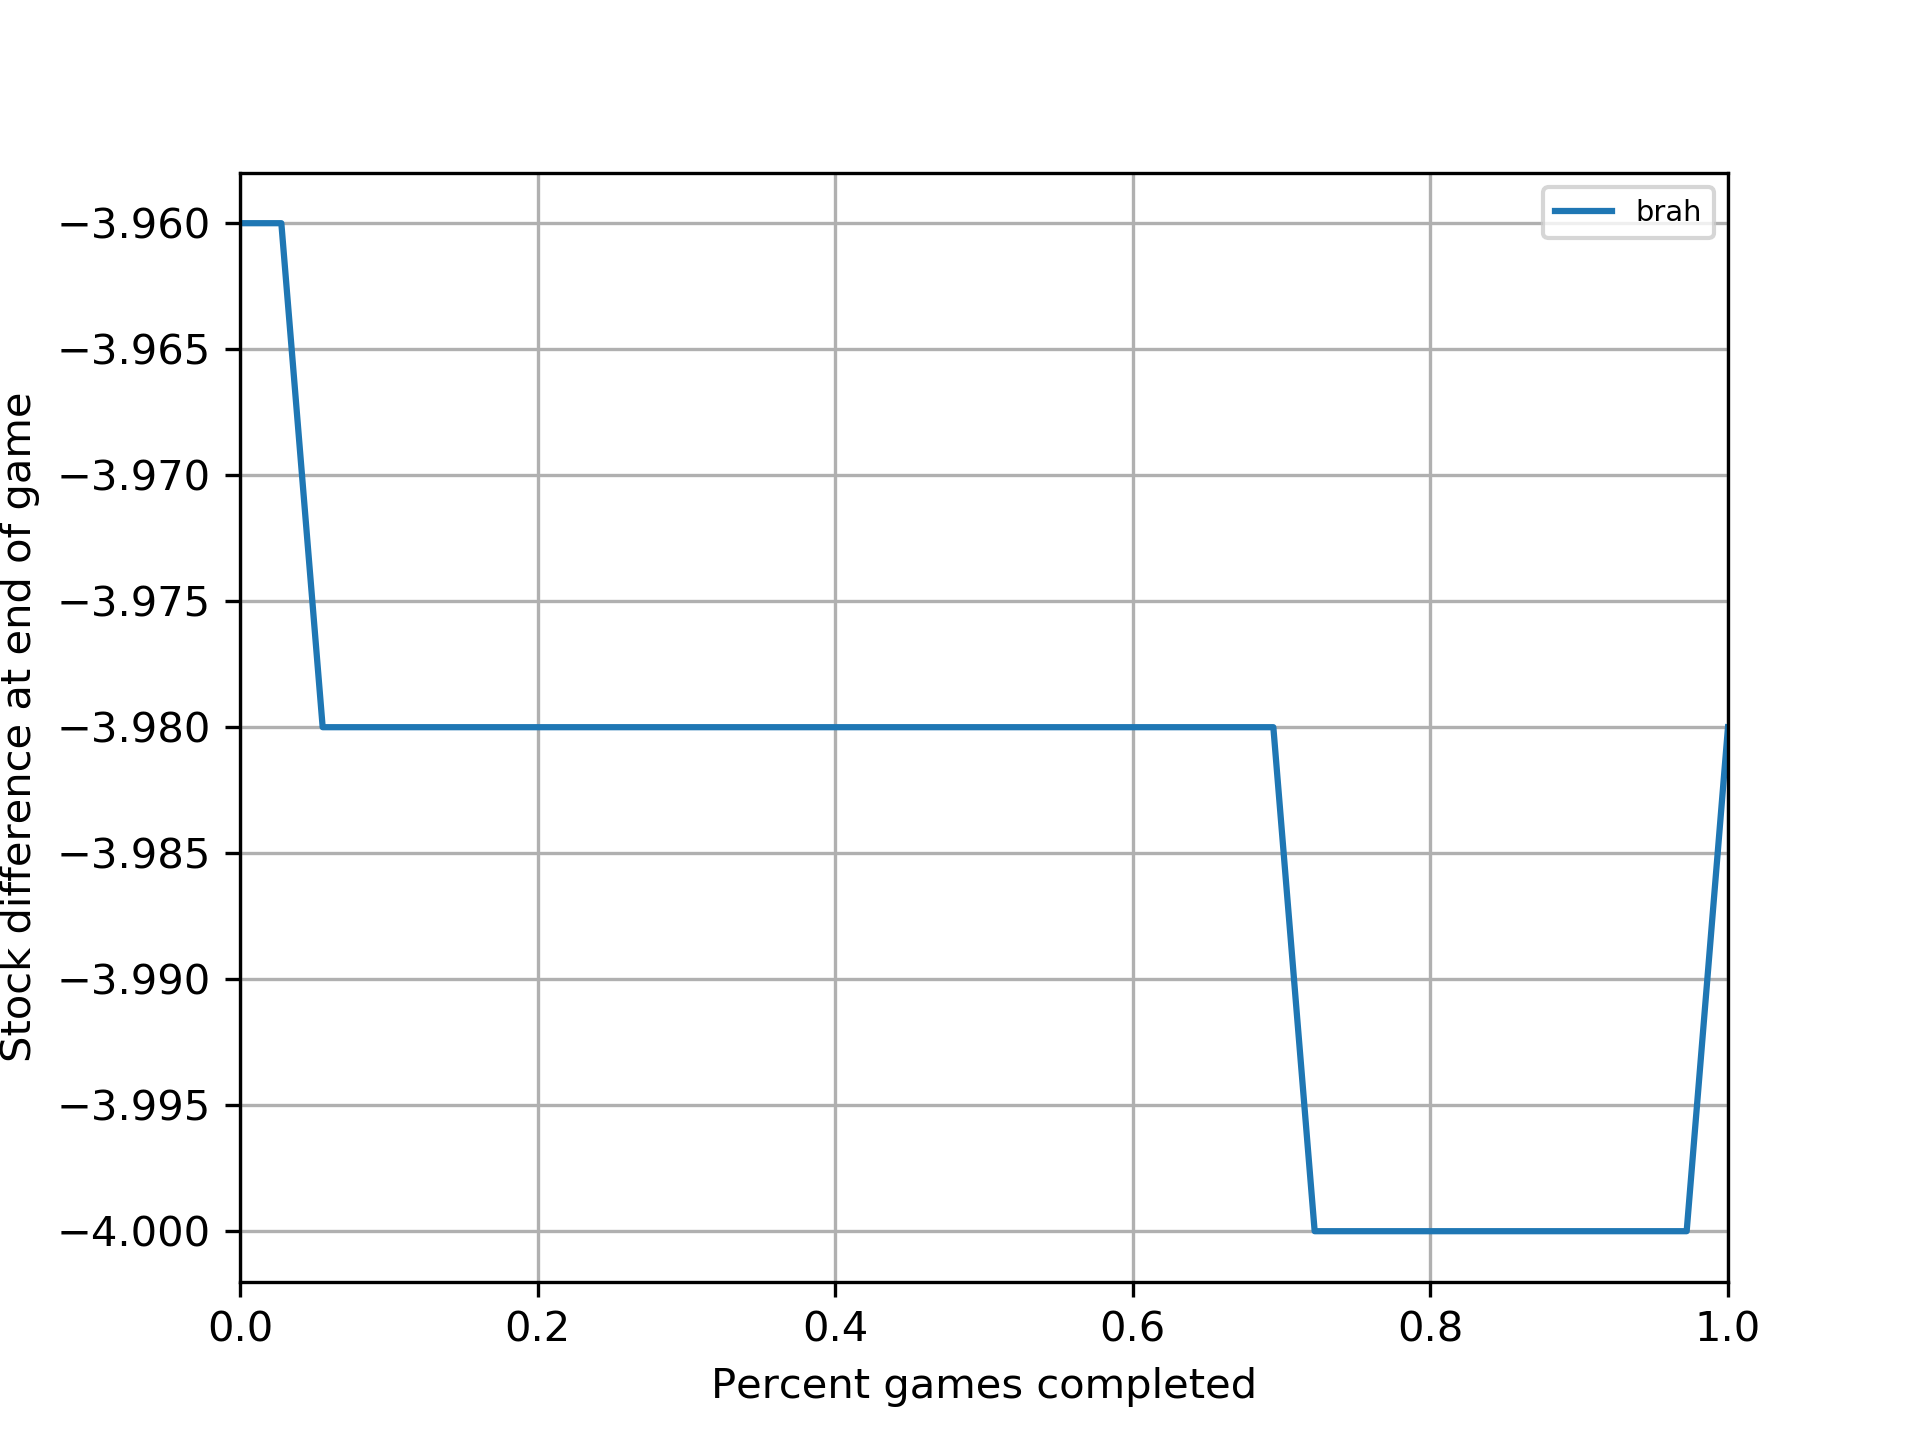 brah
−3.960
−3.965
−3.970
−3.975
−3.980
−3.985
−3.990
−3.995
−4.000
Stock difference at end of game
0.0 0.2 0.4 0.6 0.8 1.0
Percent games completed